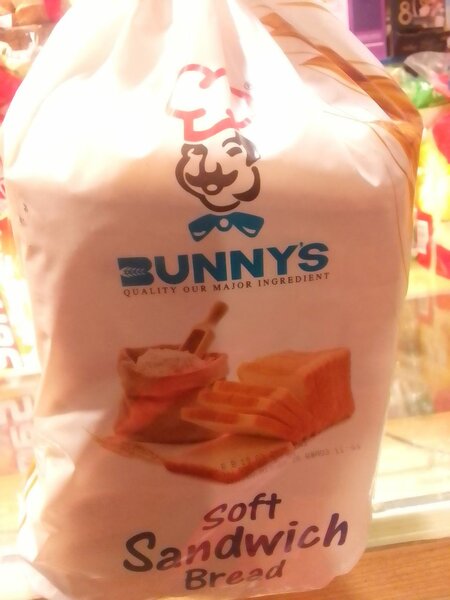 BUNNY'S
QUALITY OUR MAJOR INGREDIENT
Soft
Sandwich
Bread